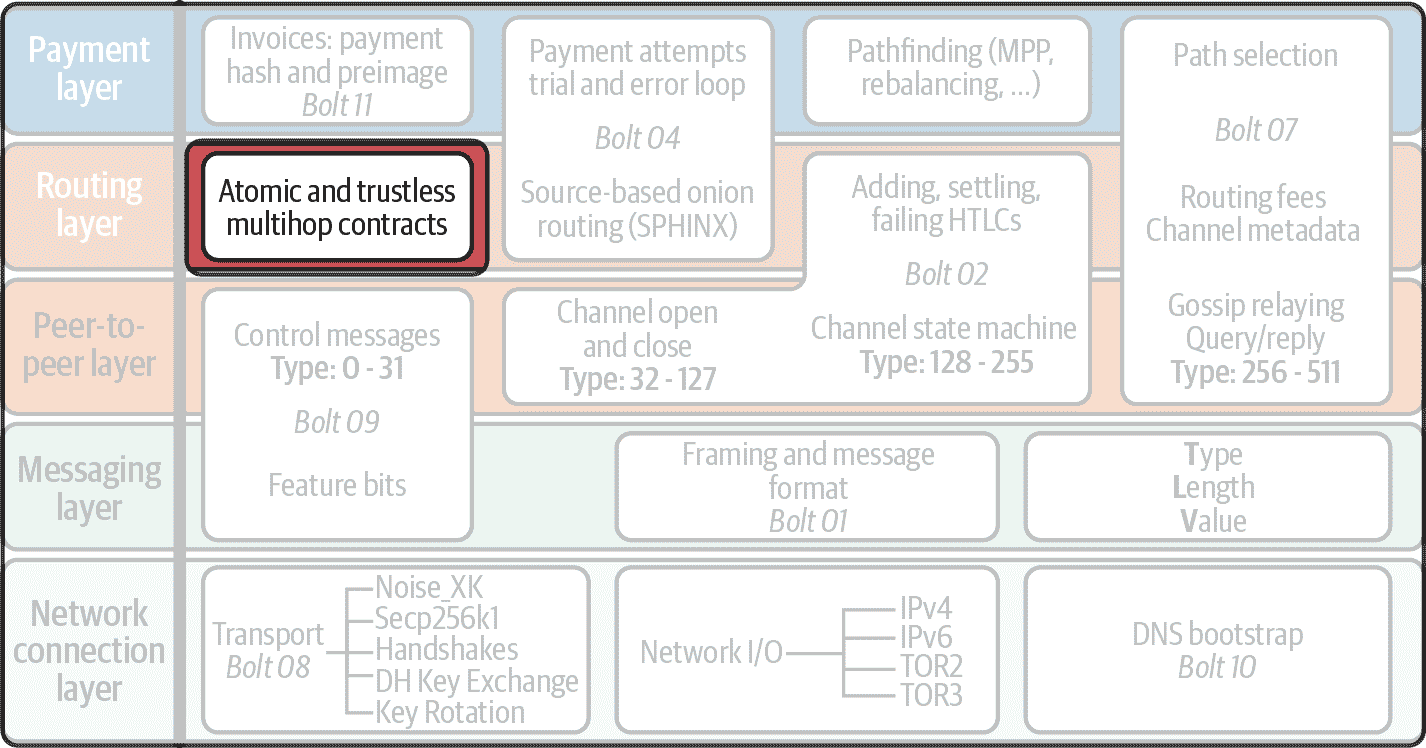 Payment
layer
Invoices: payment
hash and preimage
Bolt 11
Payment attempts
trial and error loop
Bolt 04
Source-based onion
routing (SPHINX)
Pathfinding (MPP,
rebalancing, ...)
Path selection
Bolt 07
Routing fees
Channel metadata
Gossip relaying
Query/reply
Type: 256 - 511
Routing
layer
Atomic and trustless
multihop contracts
Adding, settling,
failing HTLCs
Bolt 02
Channel state machine
Type: 128 - 255
Peer-to-
peer layer
Control messages
Type: 0 - 31
Bolt 09
Feature bits
Channel open
and close
Type: 32 - 127
Messaging
layer
Framing and message
format
Bolt 01
Type
Length
Value
Network
connection
layer
Transport
Bolt 08
Noise_XK
Secp256k1
Handshakes
DH Key Exchange
Key Rotation
Network I/O
IPv4
IPv6
TOR2
TOR3
DNS bootstrap
Bolt 10